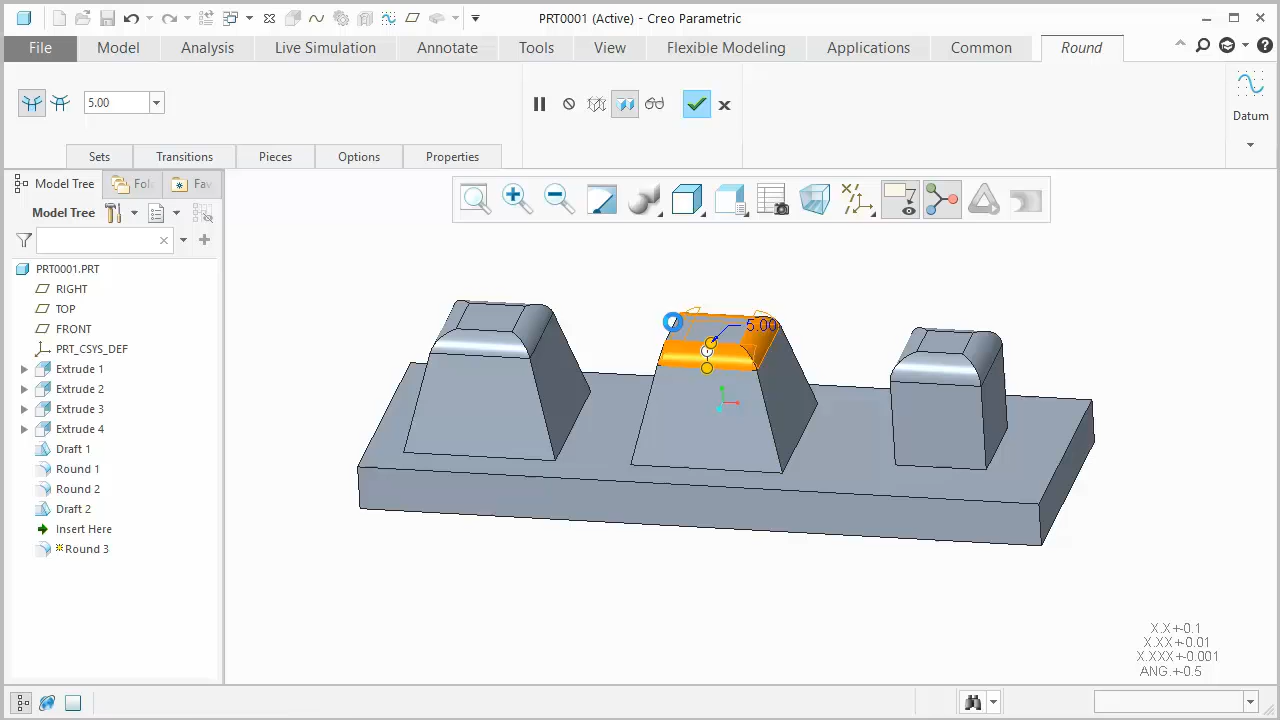 PRT0001 (Active) - Creo Parametric
File Model Analysis Live Simulation Annotate Tools View Flexible Modeling Applications Common Round
5.00
Datum
Sets Transitions Pieces Options Properties
Model Tree Fol Fav
Model Tree
PRT0001.PRT
RIGHT
TOP
FRONT
PRT_CSYS_DEF
Extrude 1
Extrude 2
Extrude 3
Extrude 4
Draft 1
Round 1
Round 2
Draft 2
Insert Here
Round 3
5.00
X.X+-0.1
X.XX+-0.01
X.XXX+-0.001
ANG.+-0.5